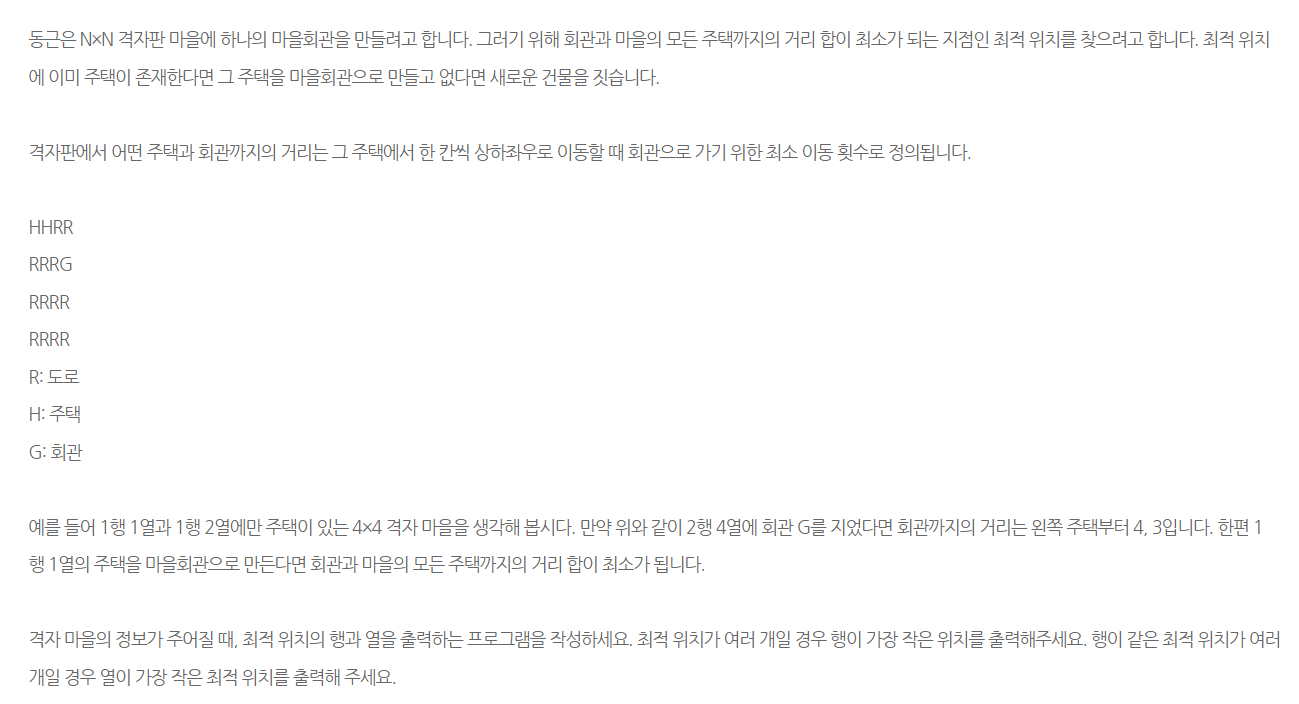 동근은 N×N 격자판 마을에 하나의 마을회관을 만들려고 합니다. 그러기 위해 회관과 마을의 모든 주택까지의 거리 합이 최소가 되는 지점인 최적 위치를 찾으려고 합니다. 최적 위치
에 이미 주택이 존재한다면 그 주택을 마을회관으로 만들고 없다면 새로운 건물을 짓습니다.
격자판에서 어떤 주택과 회관까지의 거리는 그 주택에서 한 칸씩 상하좌우로 이동할 때 회관으로 가기 위한 최소 이동 횟수로 정의됩니다.
HHRR
RRRG
RRRR
RRRR
R: 도로
H: 주택
G: 회관
예를 들어 1행 1열과 1행 2열에만 주택이 있는 4×4 격자 마을을 생각해 봅시다. 만약 위와 같이 2행 4열에 회관 G를 지었다면 회관까지의 거리는 왼쪽 주택부터 4, 3입니다. 한편 1
행 1열의 주택을 마을회관으로 만든다면 회관과 마을의 모든 주택까지의 거리 합이 최소가 됩니다.
격자 마을의 정보가 주어질 때, 최적 위치의 행과 열을 출력하는 프로그램을 작성하세요. 최적 위치가 여러 개일 경우 행이 가장 작은 위치를 출력해주세요. 행이 같은 최적 위치가 여러
개일 경우 열이 가장 작은 최적 위치를 출력해 주세요.